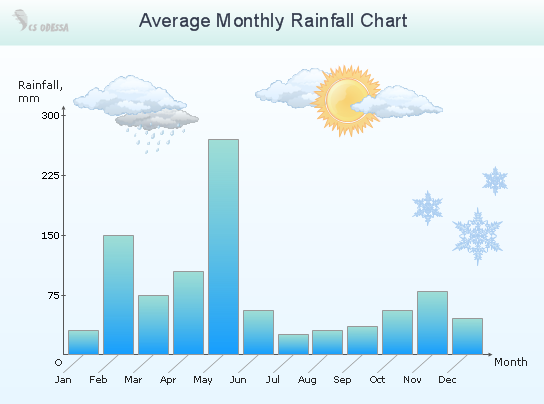 CS ODESSA
Average Monthly Rainfall Chart
Rainfall,
mm
300
225
150
75
0
Month
Jan Feb Mar Apr May Jun Jul Aug Sep Oct Nov Dec